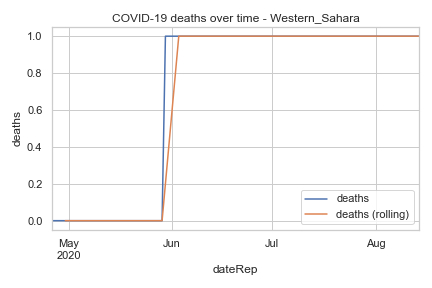 COVID-19 deaths over time - Western_Sahara
deaths
1.0
0.8
0.6
0.4
0.2
0.0
May
2020
Jun
Jul
Aug
dateRep
deaths
deaths (rolling)